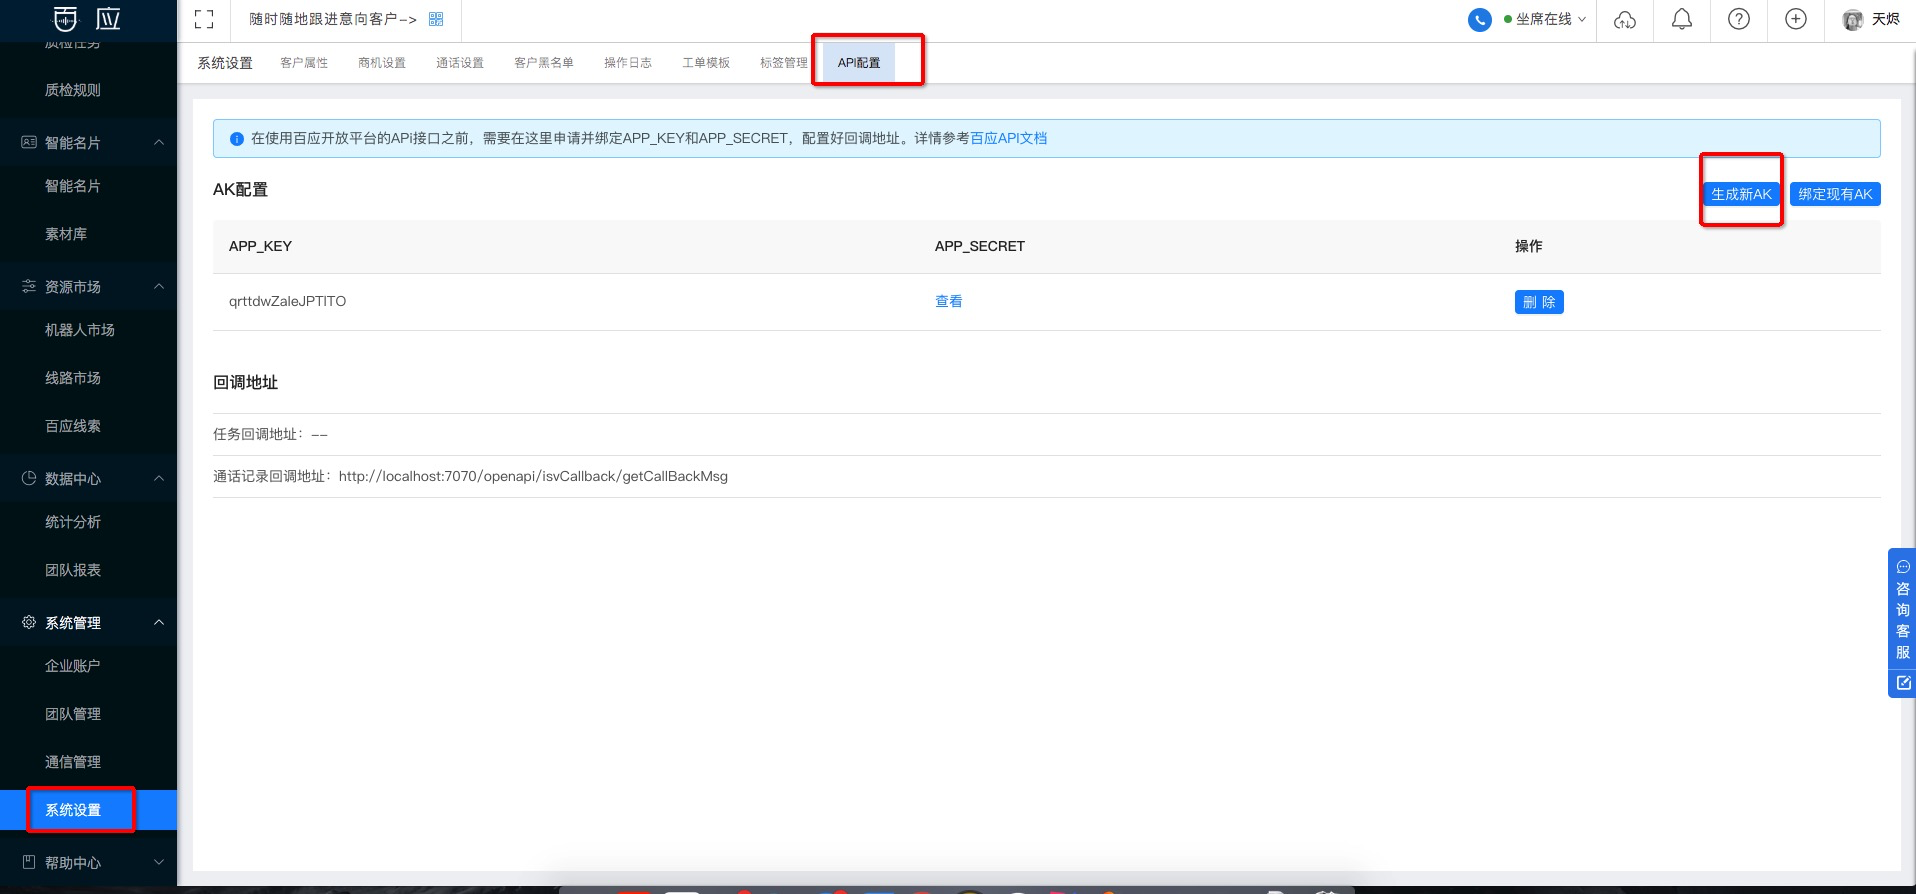 百应
随时随地跟进意向客户-->
坐席在线
天烬
质检任务
质检规则
智能名片
智能名片
素材库
资源市场
机器人市场
线路市场
百应线索
数据中心
统计分析
团队报表
系统管理
企业账户
团队管理
通信管理
系统设置
帮助中心
系统设置 客户属性 商机设置 通话设置 客户黑名单 操作日志 工单模板 标签管理 API配置
在使用百应开放平台的APi接口之前，需要在这里申请并绑定APP_KEY和APP_SECRET，配置好回调地址。详情参考百应API文档
AK配置
生成新AK 绑定现有AK
APP_KEY APP_SECRET 操作
qrttdwZaleJPTITO 查看 删 除
回调地址
任务回调地址：--
通话记录回调地址：http://localhost:7070/openapi/isvCallback/getCallBackMsg
咨询客服